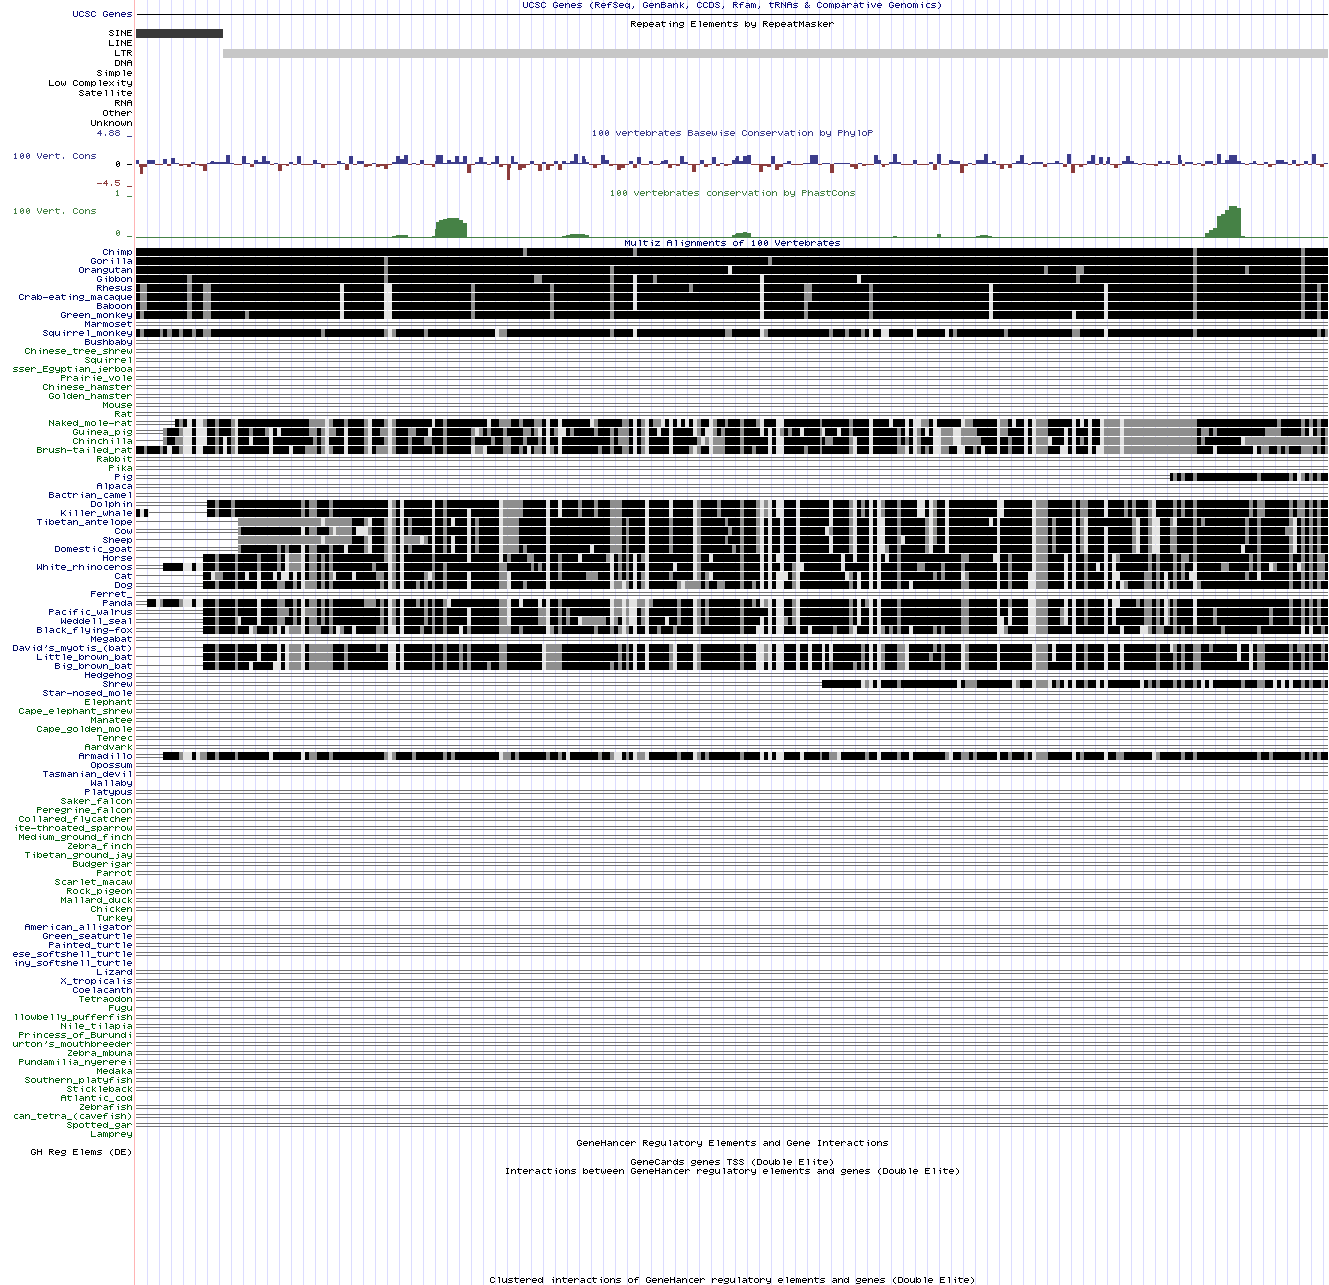 UCSC Genes (RefSeq, GenBank, CCDS, Rfam, tRNAs & Comparative Genomics)
UCSC Genes
Repeating Elements by RepeatMasker
SINE
LINE
LTR
DNA
Simple
Low Complexity
Satellite
RNA
Other
Unknown
4.88 _
100 vertebrates Basewise Conservation by PhyloP
100 Vert. Cons
0 _
-4.5 _
1 _
100 vertebrates conservation by PhastCons
100 Vert. Cons
0 _
Multiz Alignments of 100 Vertebrates
Chimp
Gorilla
Orangutan
Gibbon
Rhesus
Crab-eating_macaque
Baboon
Green_monkey
Marmoset
Squirrel_monkey
Bushbaby
Chinese_tree_shrew
Squirrel
sser_Egyptian_jerboa
Prairie_vole
Chinese_hamster
Golden_hamster
Mouse
Rat
Naked_mole-rat
Guinea_pig
Chinchilla
Brush-tailed_rat
Rabbit
Pika
Pig
Alpaca
Bactrian_camel
Dolphin
Killer_whale
Tibetan_antelope
Cow
Sheep
Domestic_goat
Horse
White_rhinoceros
Cat
Dog
Ferret_
Panda
Pacific_walrus
Weddell_seal
Black_flying-fox
Megabat
David's_myotis_(bat)
Little_brown_bat
Big_brown_bat
Hedgehog
Shrew
Star-nosed_mole
Elephant
Cape_elephant_shrew
Manatee
Cape_golden_mole
Tenrec
Aardvark
Armadillo
Opossum
Tasmanian_devil
Wallaby
Platypus
Saker_falcon
Peregrine_falcon
Collared_flycatcher
ite-throated_sparrow
Medium_ground_finch
Zebra_finch
Tibetan_ground_jay
Budgerigar
Parrot
Scarlet_macaw
Rock_pigeon
Mallard_duck
Chicken
Turkey
American_alligator
Green_seaturtle
Painted_turtle
ese_softshell_turtle
iny_softshell_turtle
Lizard
X_tropicalis
Coelacanth
Tetraodon
Fugu
llowbelly_pufferfish
Nile_tilapia
Princess_of_Burundi
urton's_mouthbreeder
Zebra_mbuna
Pundamilia_nyererei
Medaka
Southern_platyfish
Stickleback
Atlantic_cod
Zebrafish
can_tetra_(cavefish)
Spotted_gar
Lamprey
GeneHancer Regulatory Elements and Gene Interactions
GH Reg Elems (DE)
GeneCards genes TSS (Double Elite)
Interactions between GeneHancer regulatory elements and genes (Double Elite)
Clustered interactions of GeneHancer regulatory elements and genes (Double Elite)